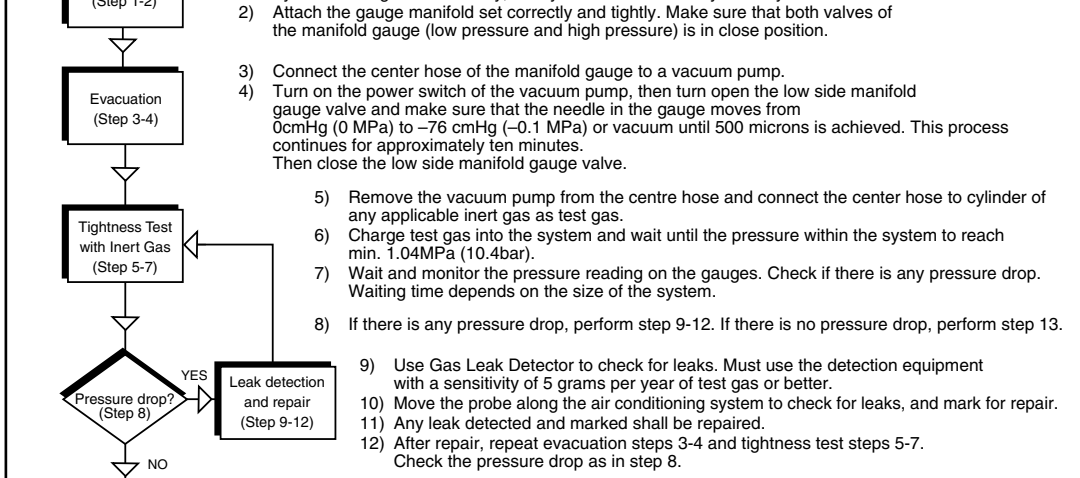 (Step 1-2)
2) Attach the gauge manifold set correctly and tightly. Make sure that both valves of
the manifold gauge (low pressure and high pressure) is in close position.
Evacuation
(Step 3-4)
3) Connect the center hose of the manifold gauge to a vacuum pump.
4) Turn on the power switch of the vacuum pump, then turn open the low side manifold
gauge valve and make sure that the needle in the gauge moves from
0cmHg (0 MPa) to –76 cmHg (–0.1 MPa) or vacuum until 500 microns is achieved. This process
continues for approximately ten minutes.
Then close the low side manifold gauge valve.
Tightness Test
with Inert Gas
(Step 5-7)
5) Remove the vacuum pump from the centre hose and connect the center hose to cylinder of
any applicable inert gas as test gas.
6) Charge test gas into the system and wait until the pressure within the system to reach
min. 1.04MPa (10.4bar).
7) Wait and monitor the pressure reading on the gauges. Check if there is any pressure drop.
Waiting time depends on the size of the system.
8) If there is any pressure drop, perform step 9-12. If there is no pressure drop, perform step 13.
Pressure drop?
(Step 8)
YES
NO
Leak detection
and repair
(Step 9-12)
9) Use Gas Leak Detector to check for leaks. Must use the detection equipment
with a sensitivity of 5 grams per year of test gas or better.
10) Move the probe along the air conditioning system to check for leaks, and mark for repair.
11) Any leak detected and marked shall be repaired.
12) After repair, repeat evacuation steps 3-4 and tightness test steps 5-7.
Check the pressure drop as in step 8.